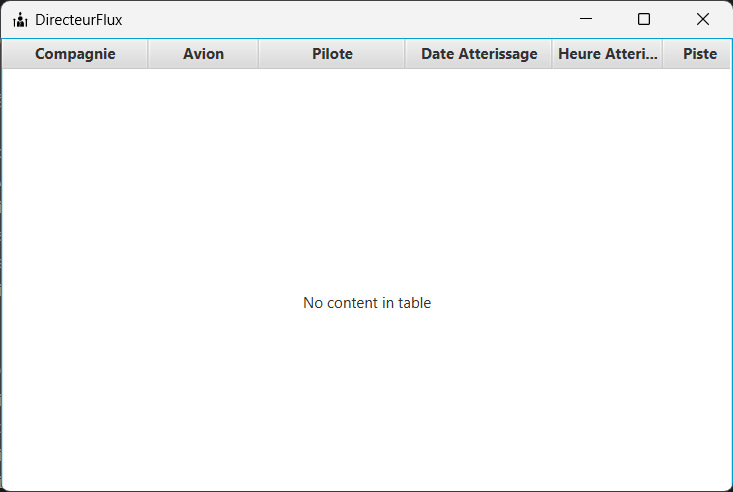 DirecteurFlux
Compagnie Avion Pilote Date Atterissage Heure Atteri... Piste
No content in table